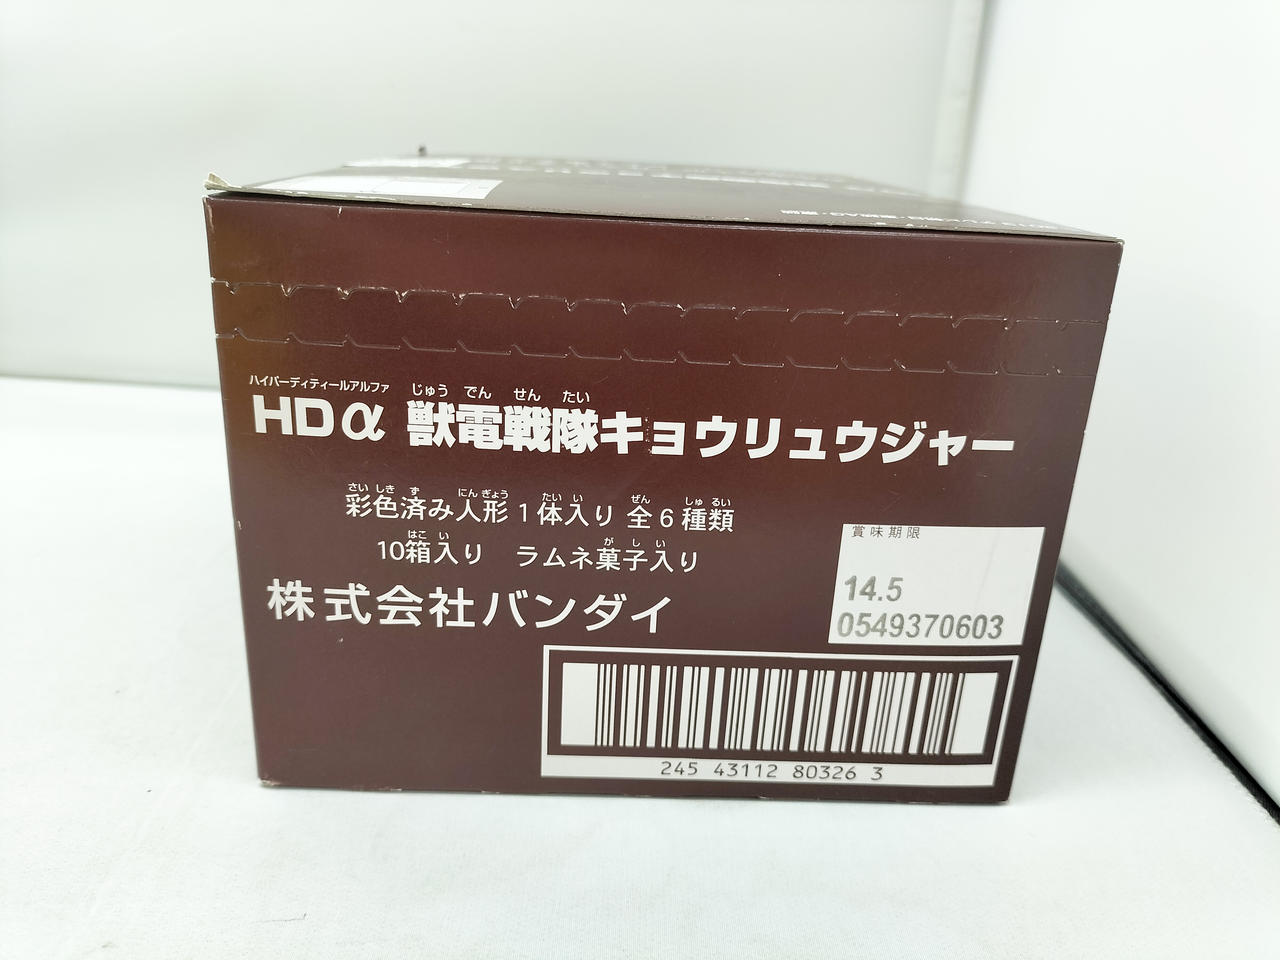 ハイパーディティールアルファ じゅう でん せん たい
HDα 獣電戦隊キョウリュウジャー
さい しき ず にん ぎょう たい い ぜん しゅ るい
彩色済み人形1体入り 全6種類
はこ い が し い
10箱入り ラムネ菓子入り
株式会社バンダイ
賞味期限
14.5
0549370603
245 43112 80326 3